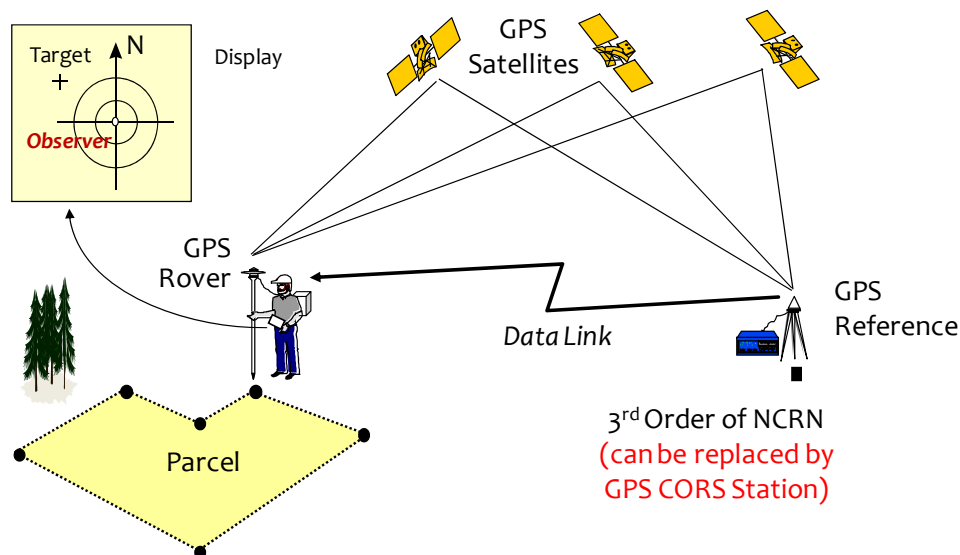 Target
N
Display
Observer
GPS
Satellites
GPS
Rover
Data Link
GPS
Reference
3rd Order of NCRN
(can be replaced by
GPS CORS Station)
Parcel